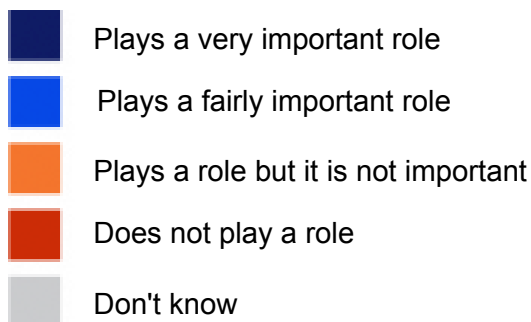 Plays a very important role
Plays a fairly important role
Plays a role but it is not important
Does not play a role
Don't know